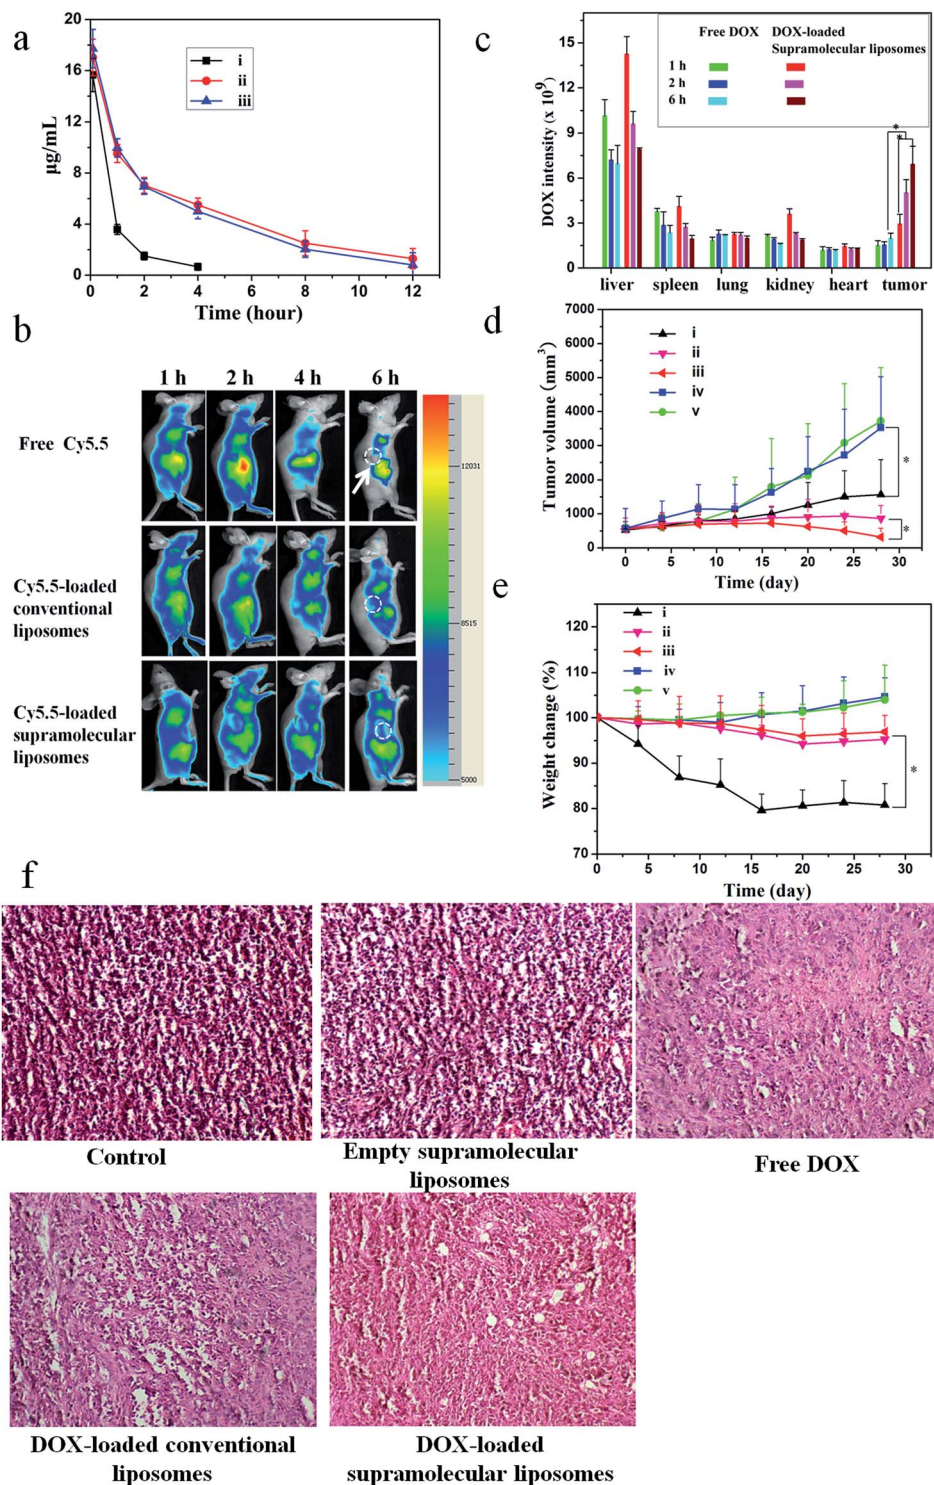 a
20
16
12
8
4
0
µg/mL
i
ii
iii
0
2
4
6
8
10
12
Time (hour)
c
15
12
9
6
3
0
DOX intensity (x 10⁹)
Free DOX
DOX-loaded
Supramolecular liposomes
1 h
2 h
6 h
*
*
liver
spleen
lung
kidney
heart
tumor
b
1 h
2 h
4 h
6 h
Free Cy5.5
Cy5.5-loaded
conventional
liposomes
Cy5.5-loaded
supramolecular
liposomes
12031
8515
5000
d
7000
6000
5000
4000
3000
2000
1000
0
Tumor volume (mm³)
i
ii
iii
iv
v
*
*
0
5
10
15
20
25
30
Time (day)
e
120
110
100
90
80
70
Weight change (%)
i
ii
iii
iv
v
*
0
5
10
15
20
25
30
Time (day)
f
Control
Empty supramolecular
liposomes
Free DOX
DOX-loaded conventional
liposomes
DOX-loaded
supramolecular liposomes